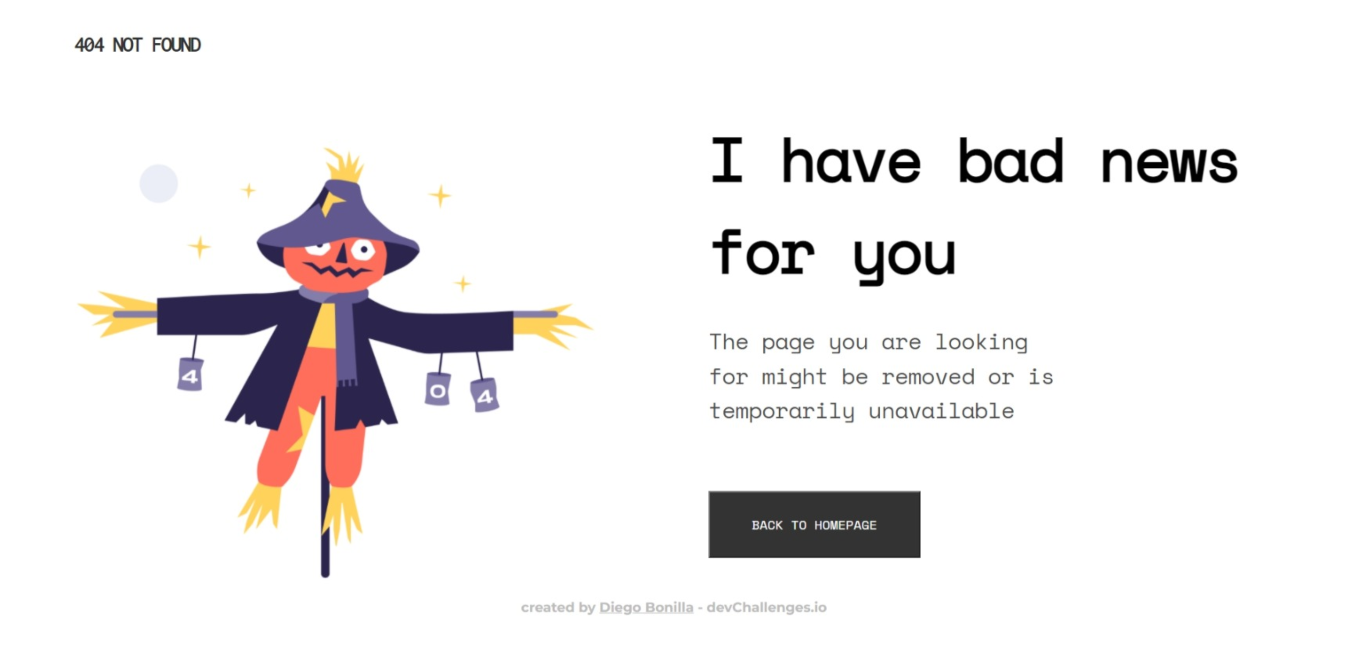 404 NOT FOUND
I have bad news
for you
The page you are looking
for might be removed or is
temporarily unavailable
4
0
4
BACK TO HOMEPAGE
created by Diego Bonilla - devChallenges.io